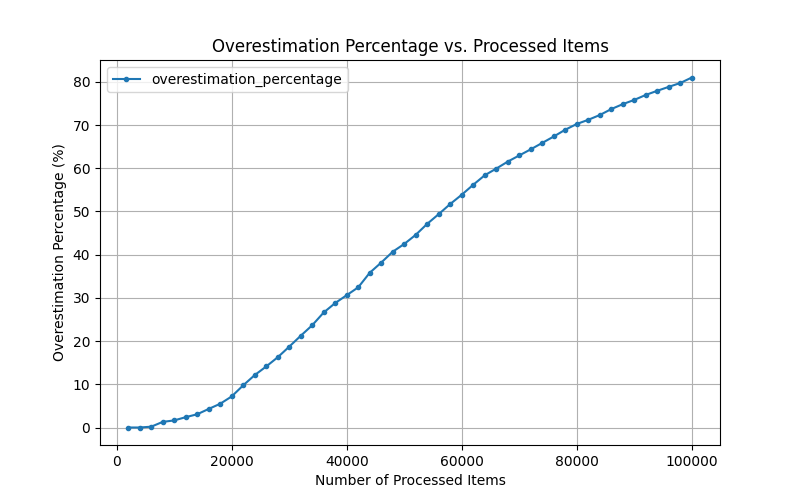 Overestimation Percentage vs. Processed Items
overestimation_percentage
Overestimation Percentage (%)
80
70
60
50
40
30
20
10
0
0 20000 40000 60000 80000 100000
Number of Processed Items